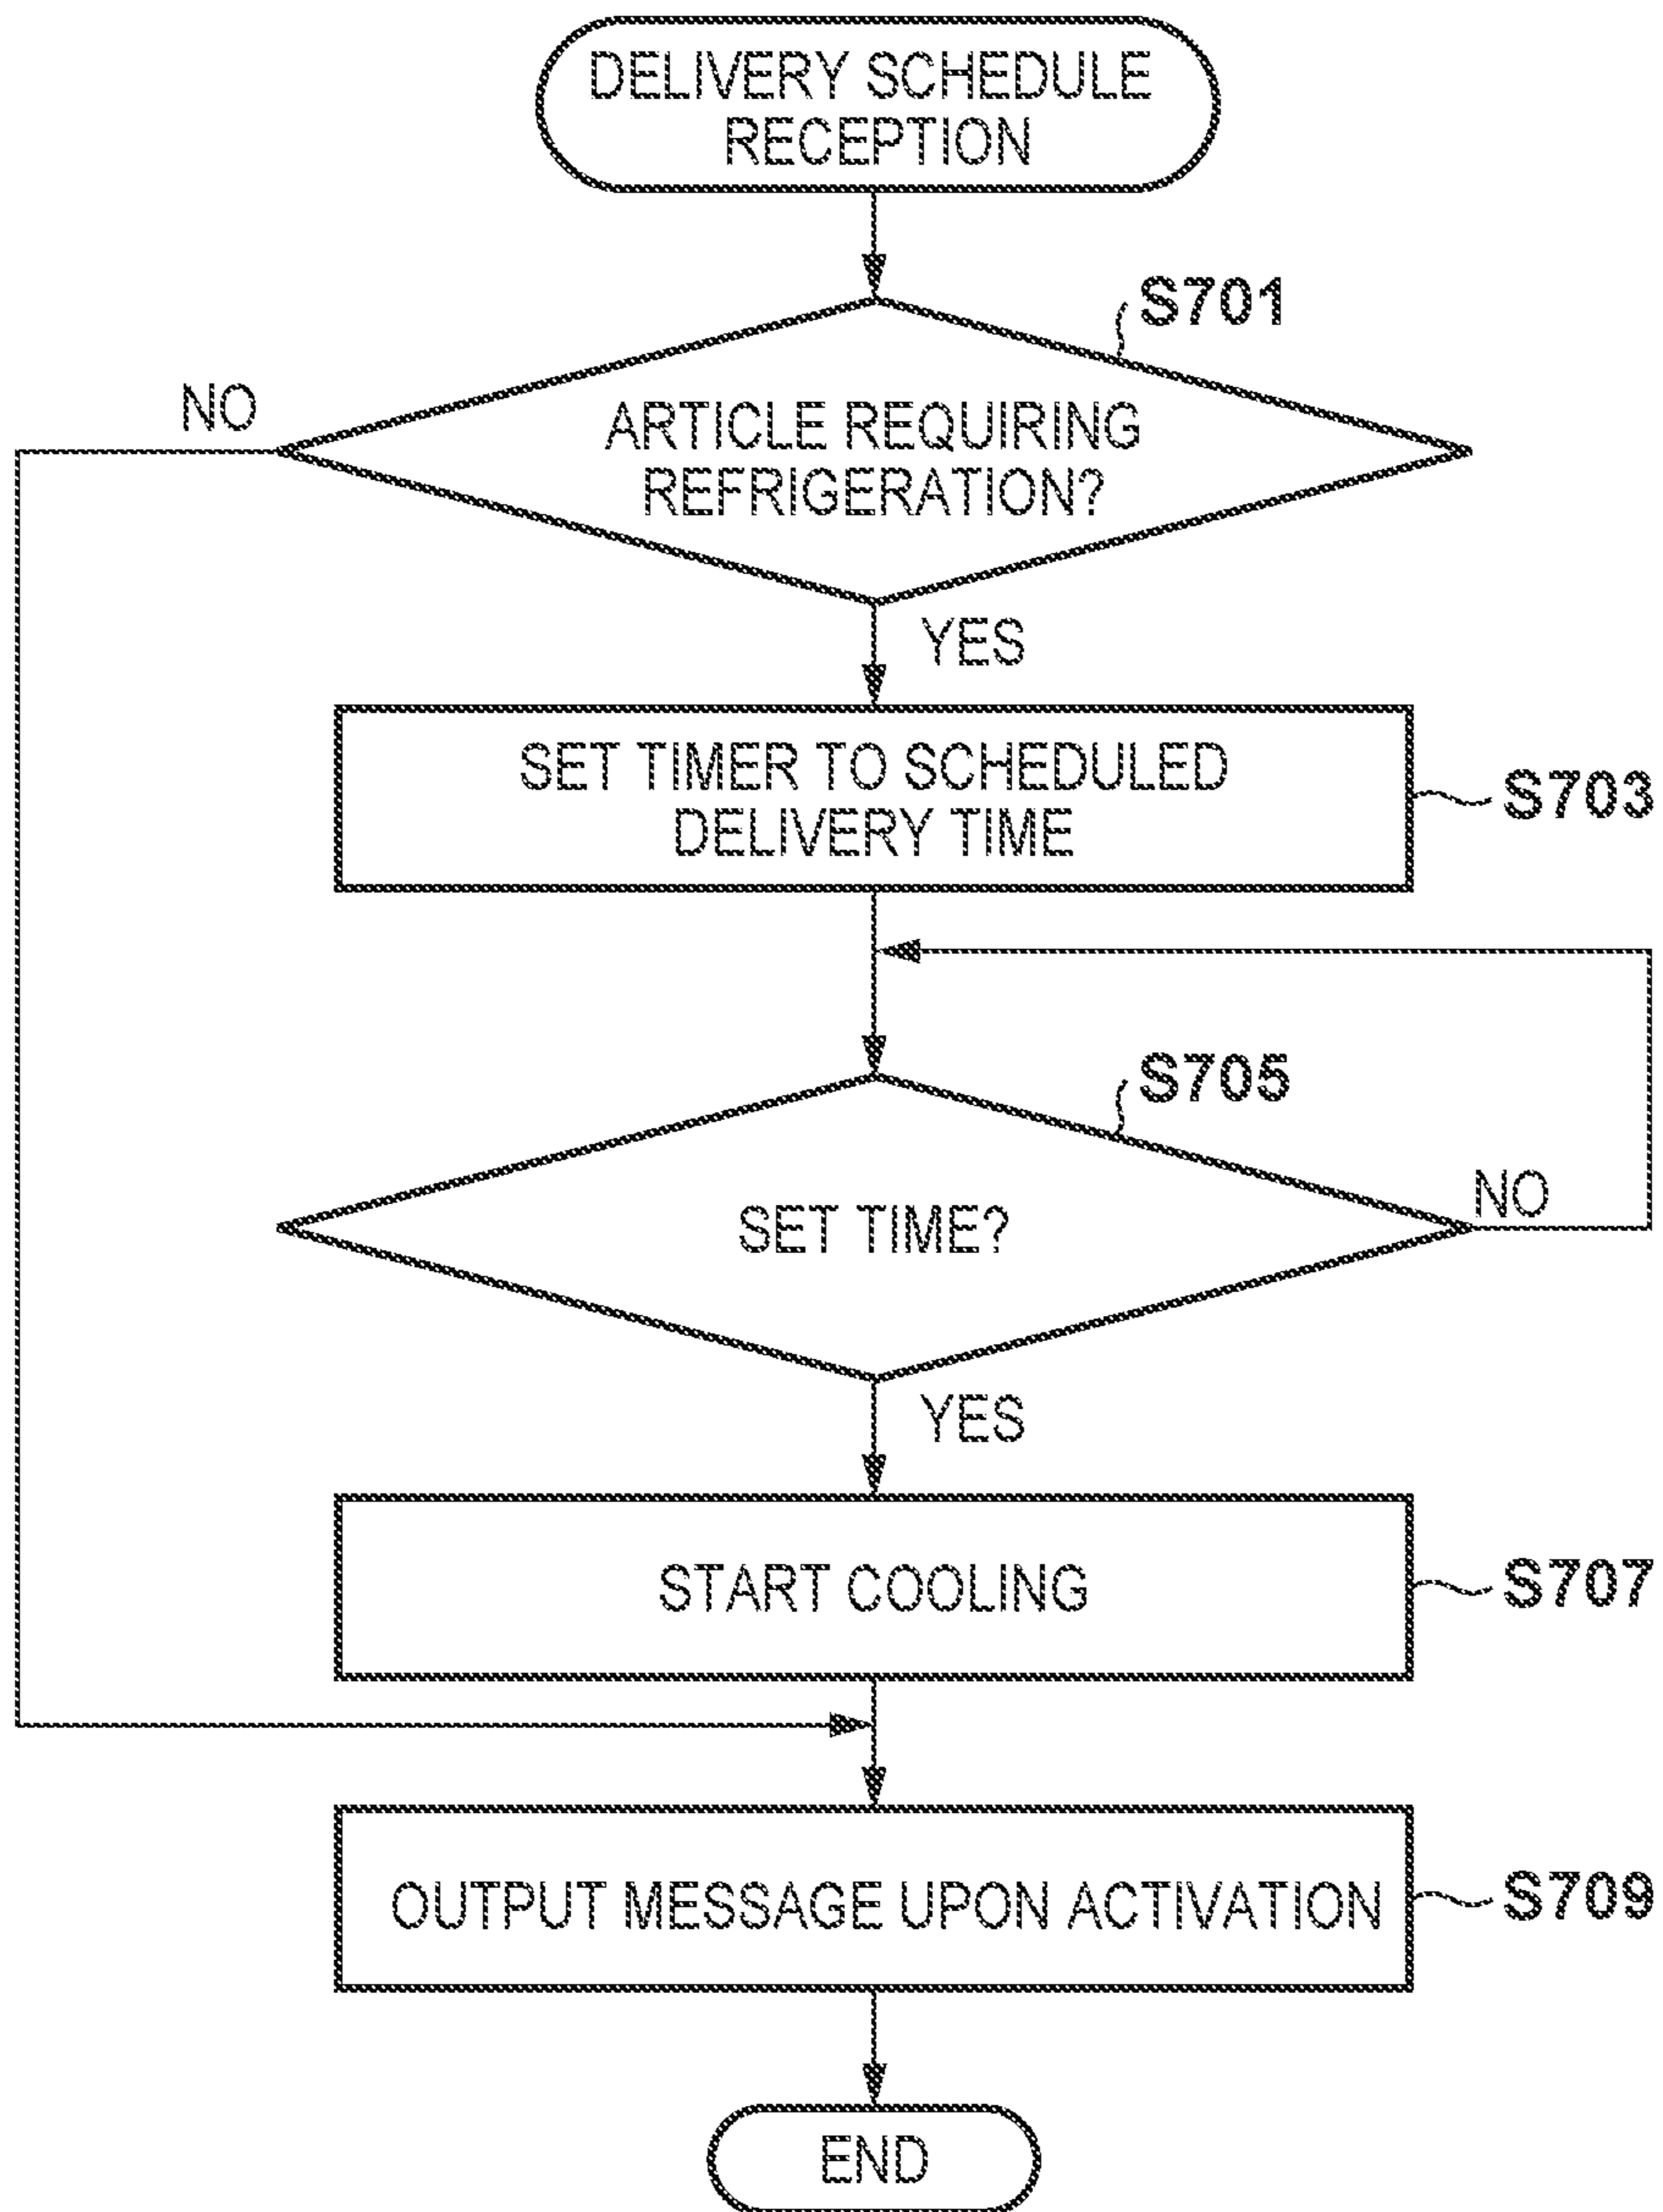 DELIVERY SCHEDULE
RECEPTION
S701
NO
ARTICLE REQUIRING
REFRIGERATION?
YES
SET TIMER TO SCHEDULED
DELIVERY TIME
S703
S705
SET TIME?
NO
YES
START COOLING
S707
OUTPUT MESSAGE UPON ACTIVATION
S709
END